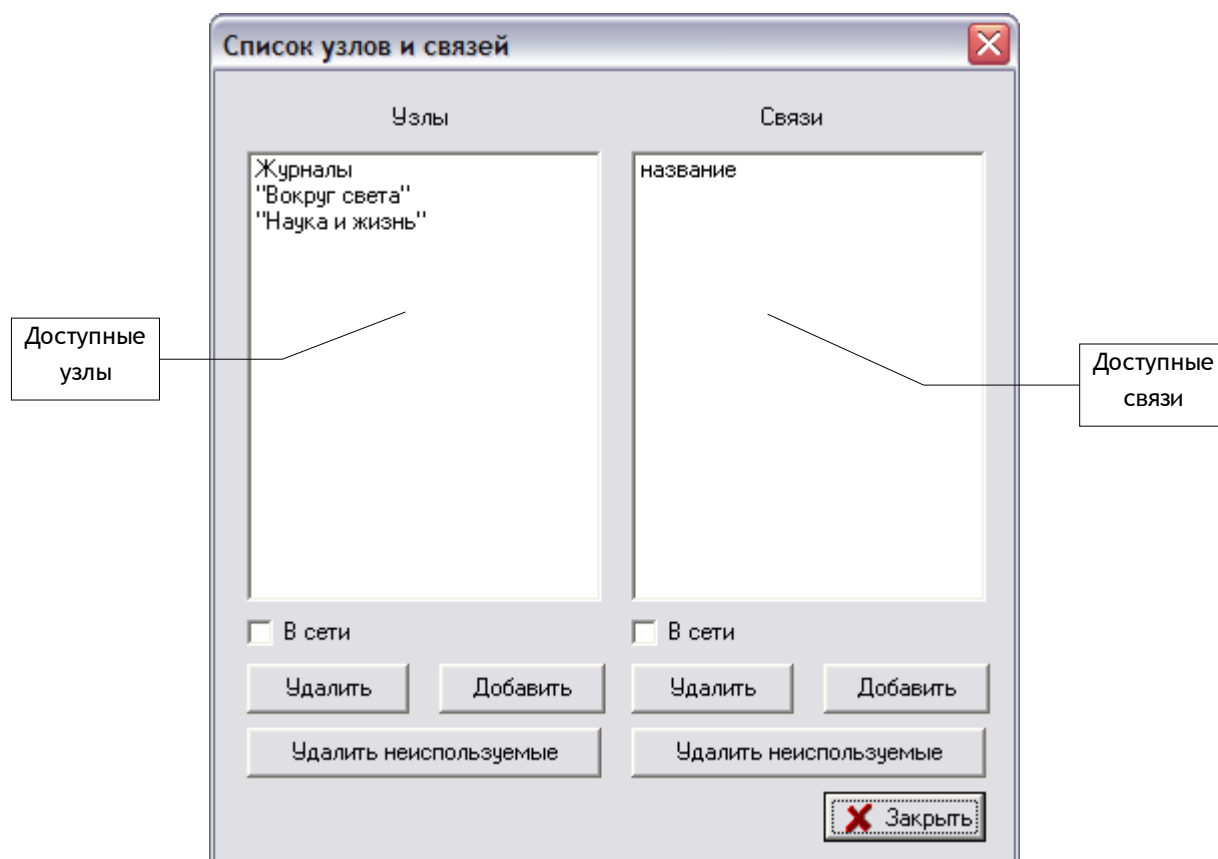 Список узлов и связей
Узлы
Связи
Журналы
"Вокруг света"
"Наука и жизнь"
название
Доступные
узлы
Доступные
связи
В сети
В сети
Удалить
Добавить
Удалить
Добавить
Удалить неиспользуемые
Удалить неиспользуемые
Закрыть